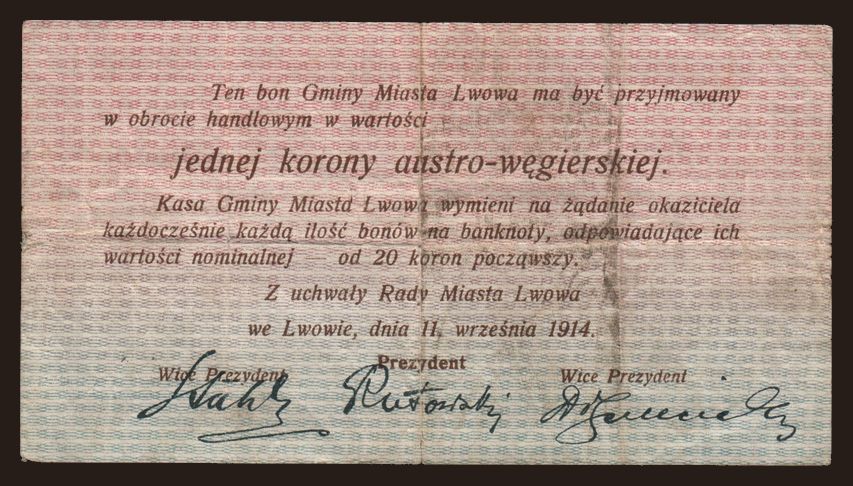 Ten bon Gminy Miasta Lwowa ma być przyjmowany
w obrocie handlowym w wartości
jednej korony austro-węgierskiej.
Kasa Gminy Miasta Lwowa wymieni na żądanie okaziciela
każdocześnie każdą ilość bonów na banknoty, odpowiadające ich
wartości nominalnej — od 20 koron począwszy.
Z uchwały Rady Miasta Lwowa
we Lwowie, dnia 11. września 1914.
Wice Prezydent Prezydent Wice Prezydent
Stahl Rutowski